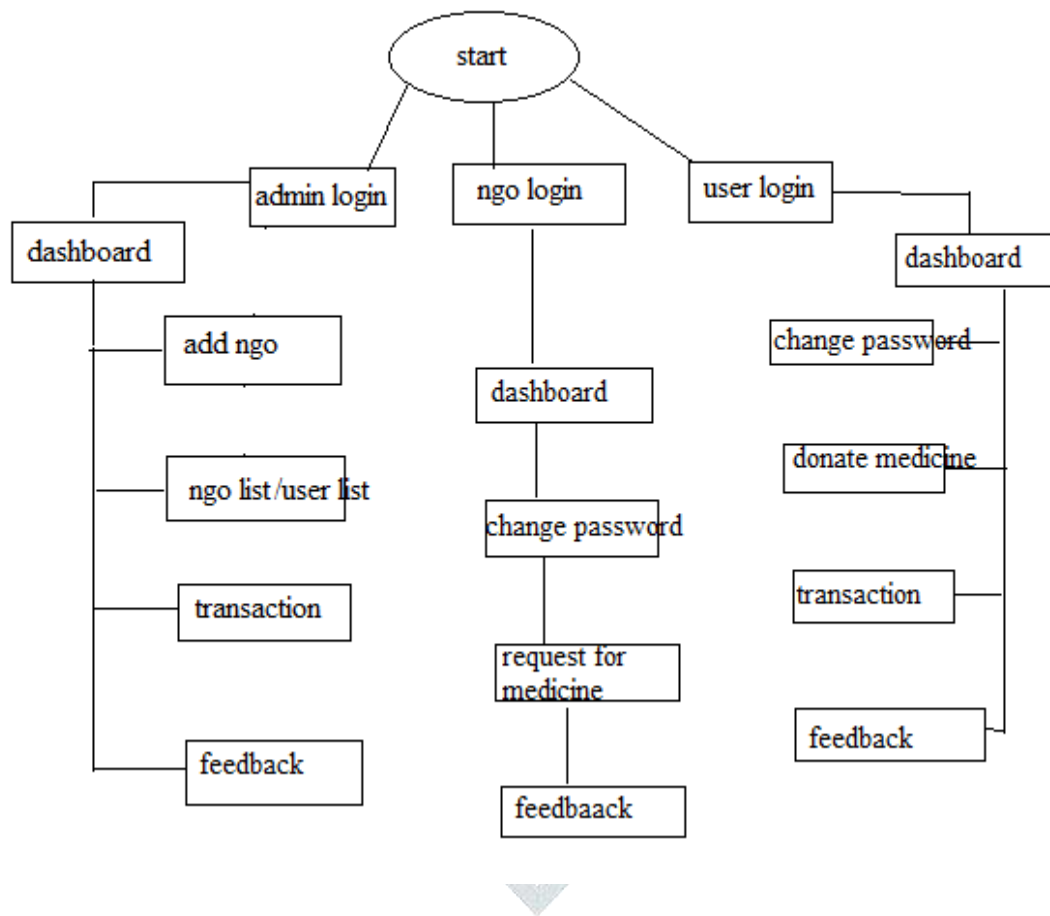 start
admin login
ngo login
user login
dashboard
dashboard
add ngo
change password
dashboard
ngo list/user list
donate medicine
change password
transaction
transaction
request for
medicine
feedback
feedback
feedbaack